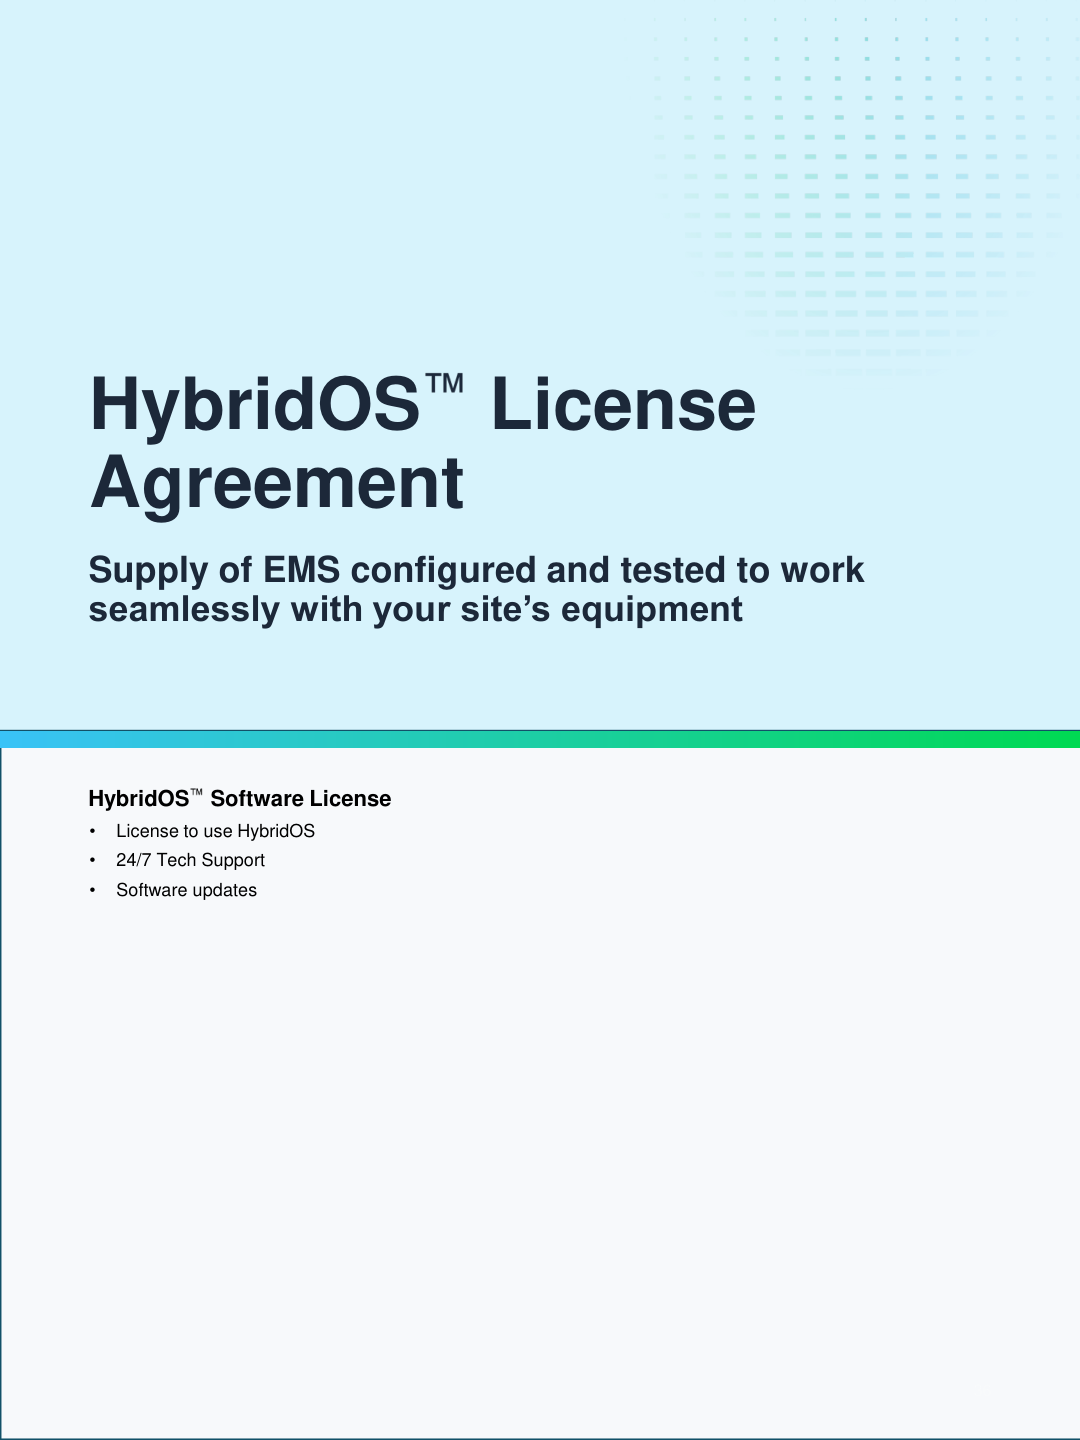 HybridOS™ License
Agreement
Supply of EMS configured and tested to work
seamlessly with your site’s equipment
HybridOS™ Software License
• License to use HybridOS
• 24/7 Tech Support
• Software updates